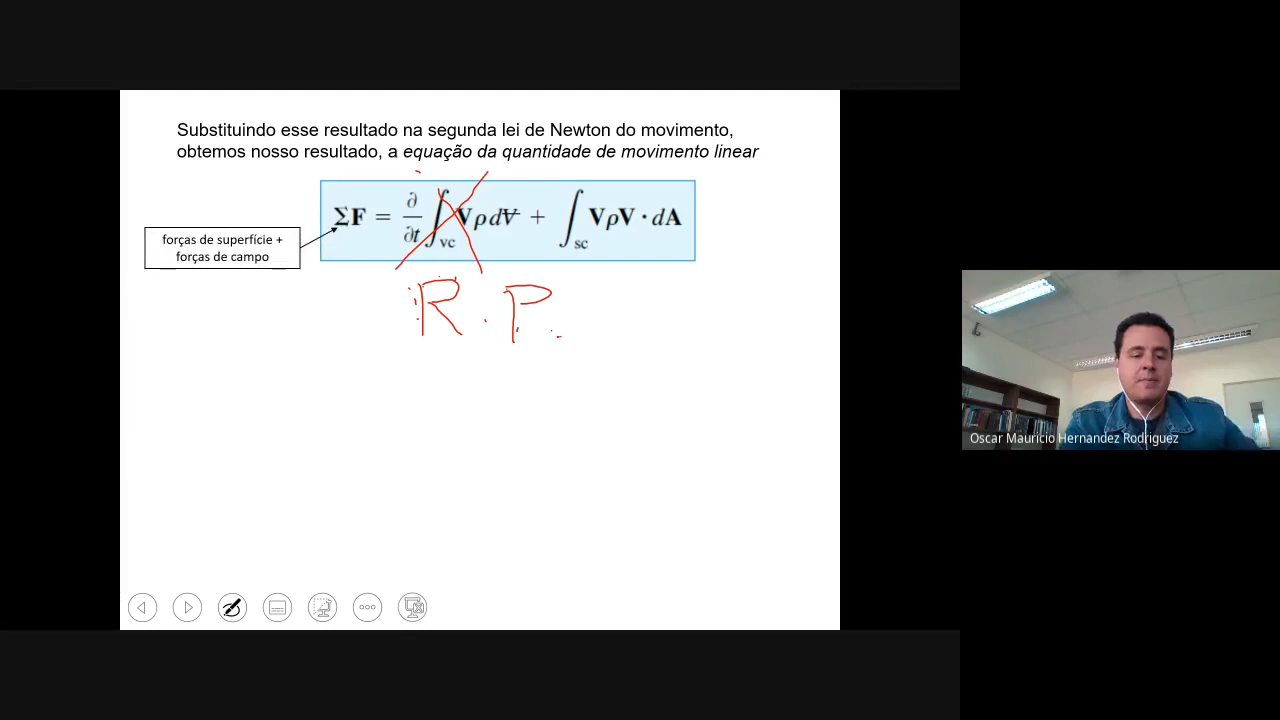 Substituindo esse resultado na segunda lei de Newton do movimento,
obtemos nosso resultado, a equação da quantidade de movimento linear
ΣF = ∂/∂t ∫vc Vρ dV + ∫sc VρV · dA
forças de superfície +
forças de campo
R.P.
Oscar Mauricio Hernandez Rodriguez